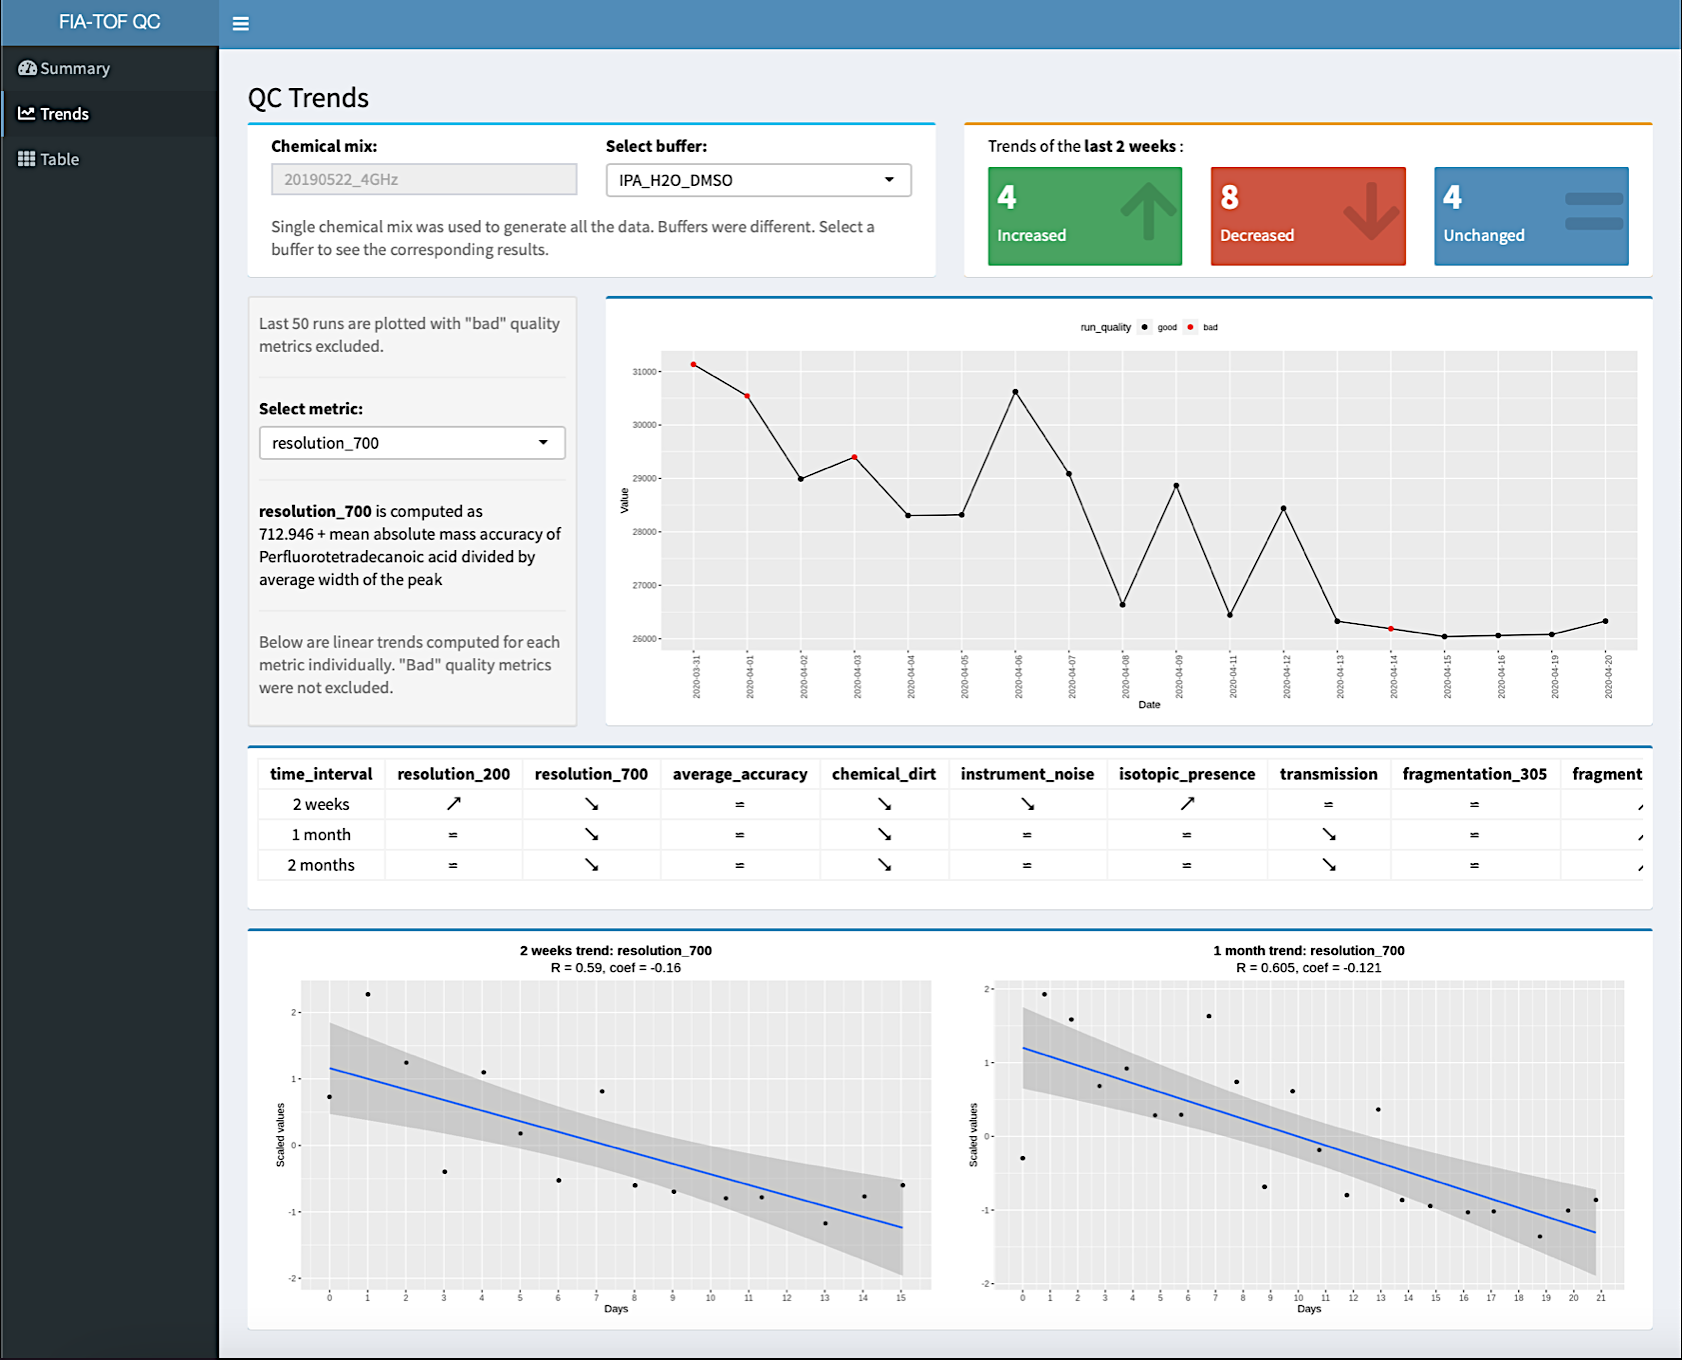 FIA-TOF QC
Summary
Trends
Table
QC Trends
Chemical mix:
20190522_4GHz
Select buffer:
IPA_H2O_DMSO
Single chemical mix was used to generate all the data. Buffers were different. Select a
buffer to see the corresponding results.
Trends of the last 2 weeks :
4
Increased
8
Decreased
4
Unchanged
Last 50 runs are plotted with "bad" quality
metrics excluded.
Select metric:
resolution_700
resolution_700 is computed as
712.946 + mean absolute mass accuracy of
Perfluorotetradecanoic acid divided by
average width of the peak
Below are linear trends computed for each
metric individually. "Bad" quality metrics
were not excluded.
run_quality good bad
Value
31000
30000
29000
28000
27000
26000
2020-03-31
2020-04-01
2020-04-02
2020-04-03
2020-04-04
2020-04-05
2020-04-06
2020-04-07
2020-04-08
2020-04-09
2020-04-11
2020-04-12
2020-04-13
2020-04-14
2020-04-15
2020-04-16
2020-04-19
2020-04-20
Date
time_interval resolution_200 resolution_700 average_accuracy chemical_dirt instrument_noise isotopic_presence transmission fragmentation_305 fragment
2 weeks ↗ ↘ = ↘ ↘ ↗ = =
1 month = ↘ = ↘ = = ↘ =
2 months = ↘ = ↘ = = ↘ =
2 weeks trend: resolution_700
R = 0.59, coef = -0.16
Scaled values
2
1
0
-1
-2
0 1 2 3 4 5 6 7 8 9 10 11 12 13 14 15
Days
1 month trend: resolution_700
R = 0.605, coef = -0.121
Scaled values
2
1
0
-1
-2
0 1 2 3 4 5 6 7 8 9 10 11 12 13 14 15 16 17 18 19 20 21
Days